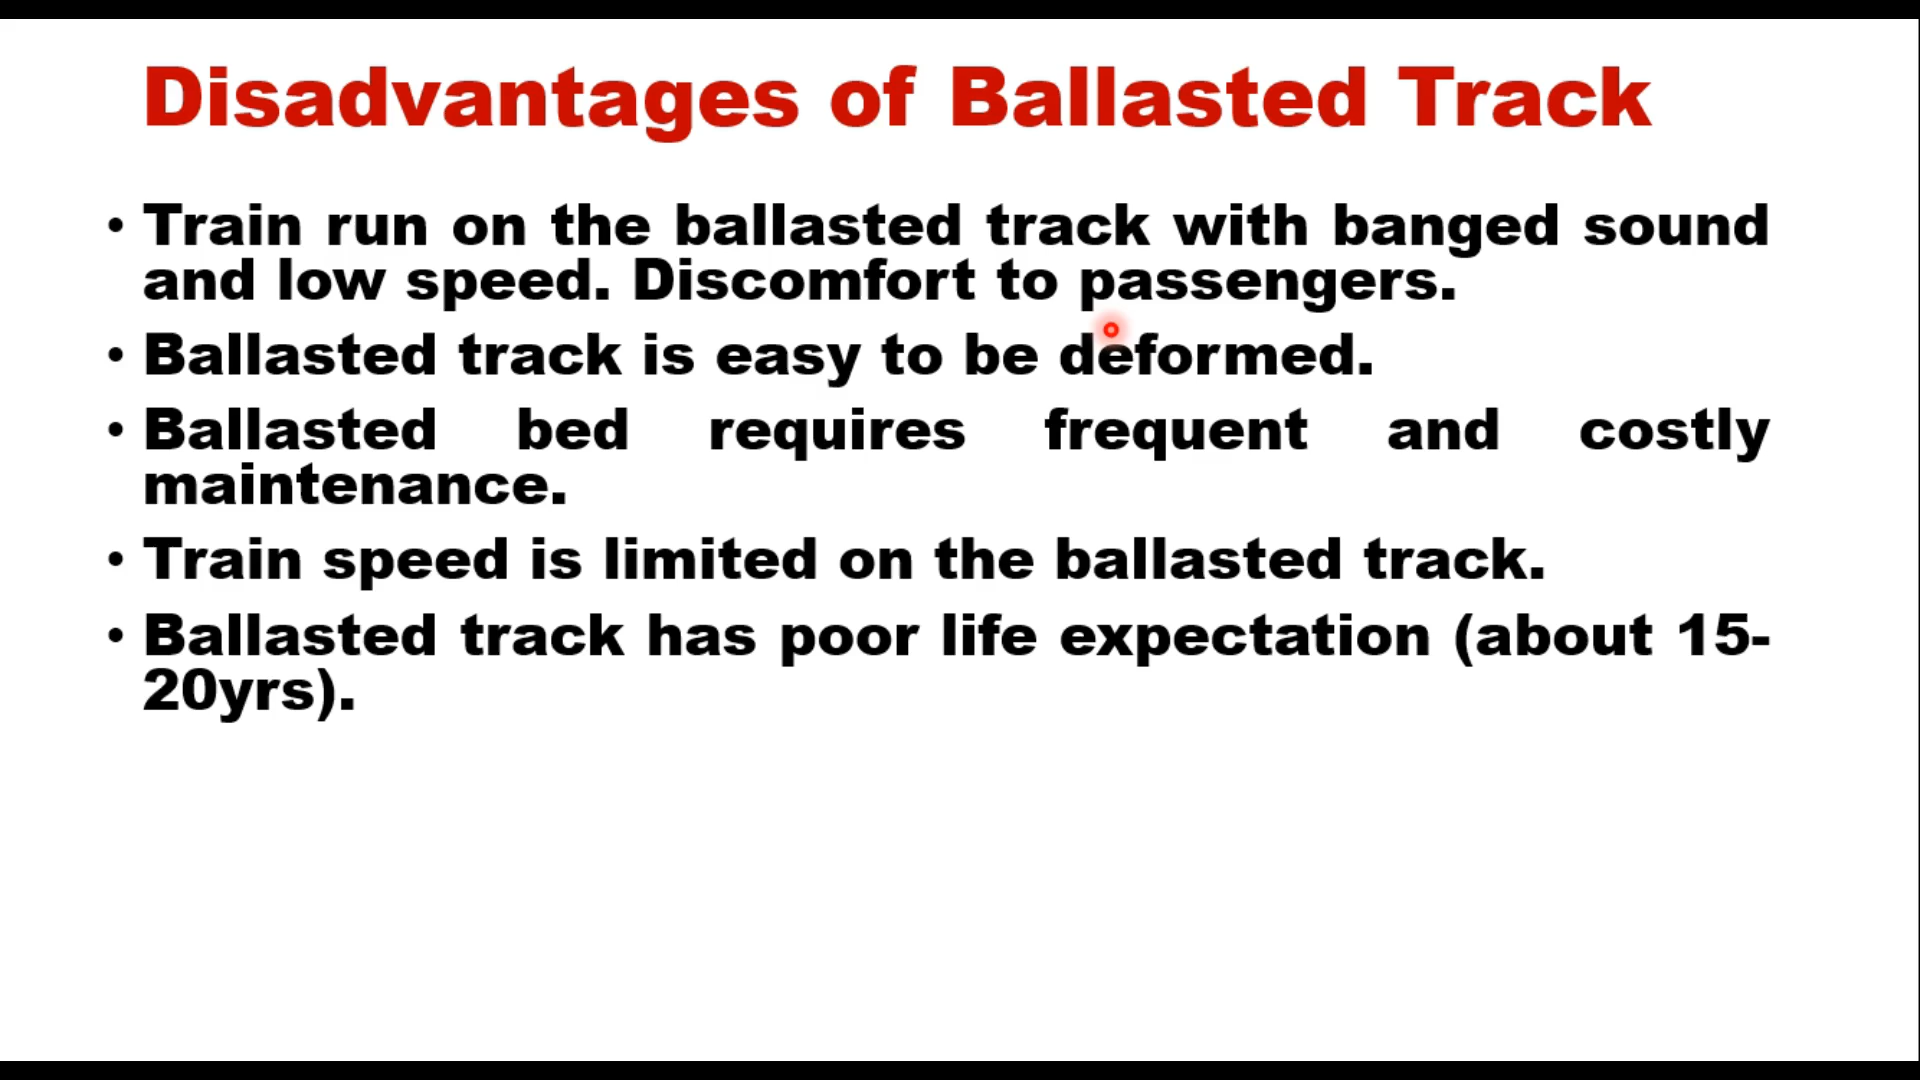 Disadvantages of Ballasted Track
• Train run on the ballasted track with banged sound
and low speed. Discomfort to passengers.
• Ballasted track is easy to be deformed.
• Ballasted bed requires frequent and costly
maintenance.
• Train speed is limited on the ballasted track.
• Ballasted track has poor life expectation (about 15-
20yrs).